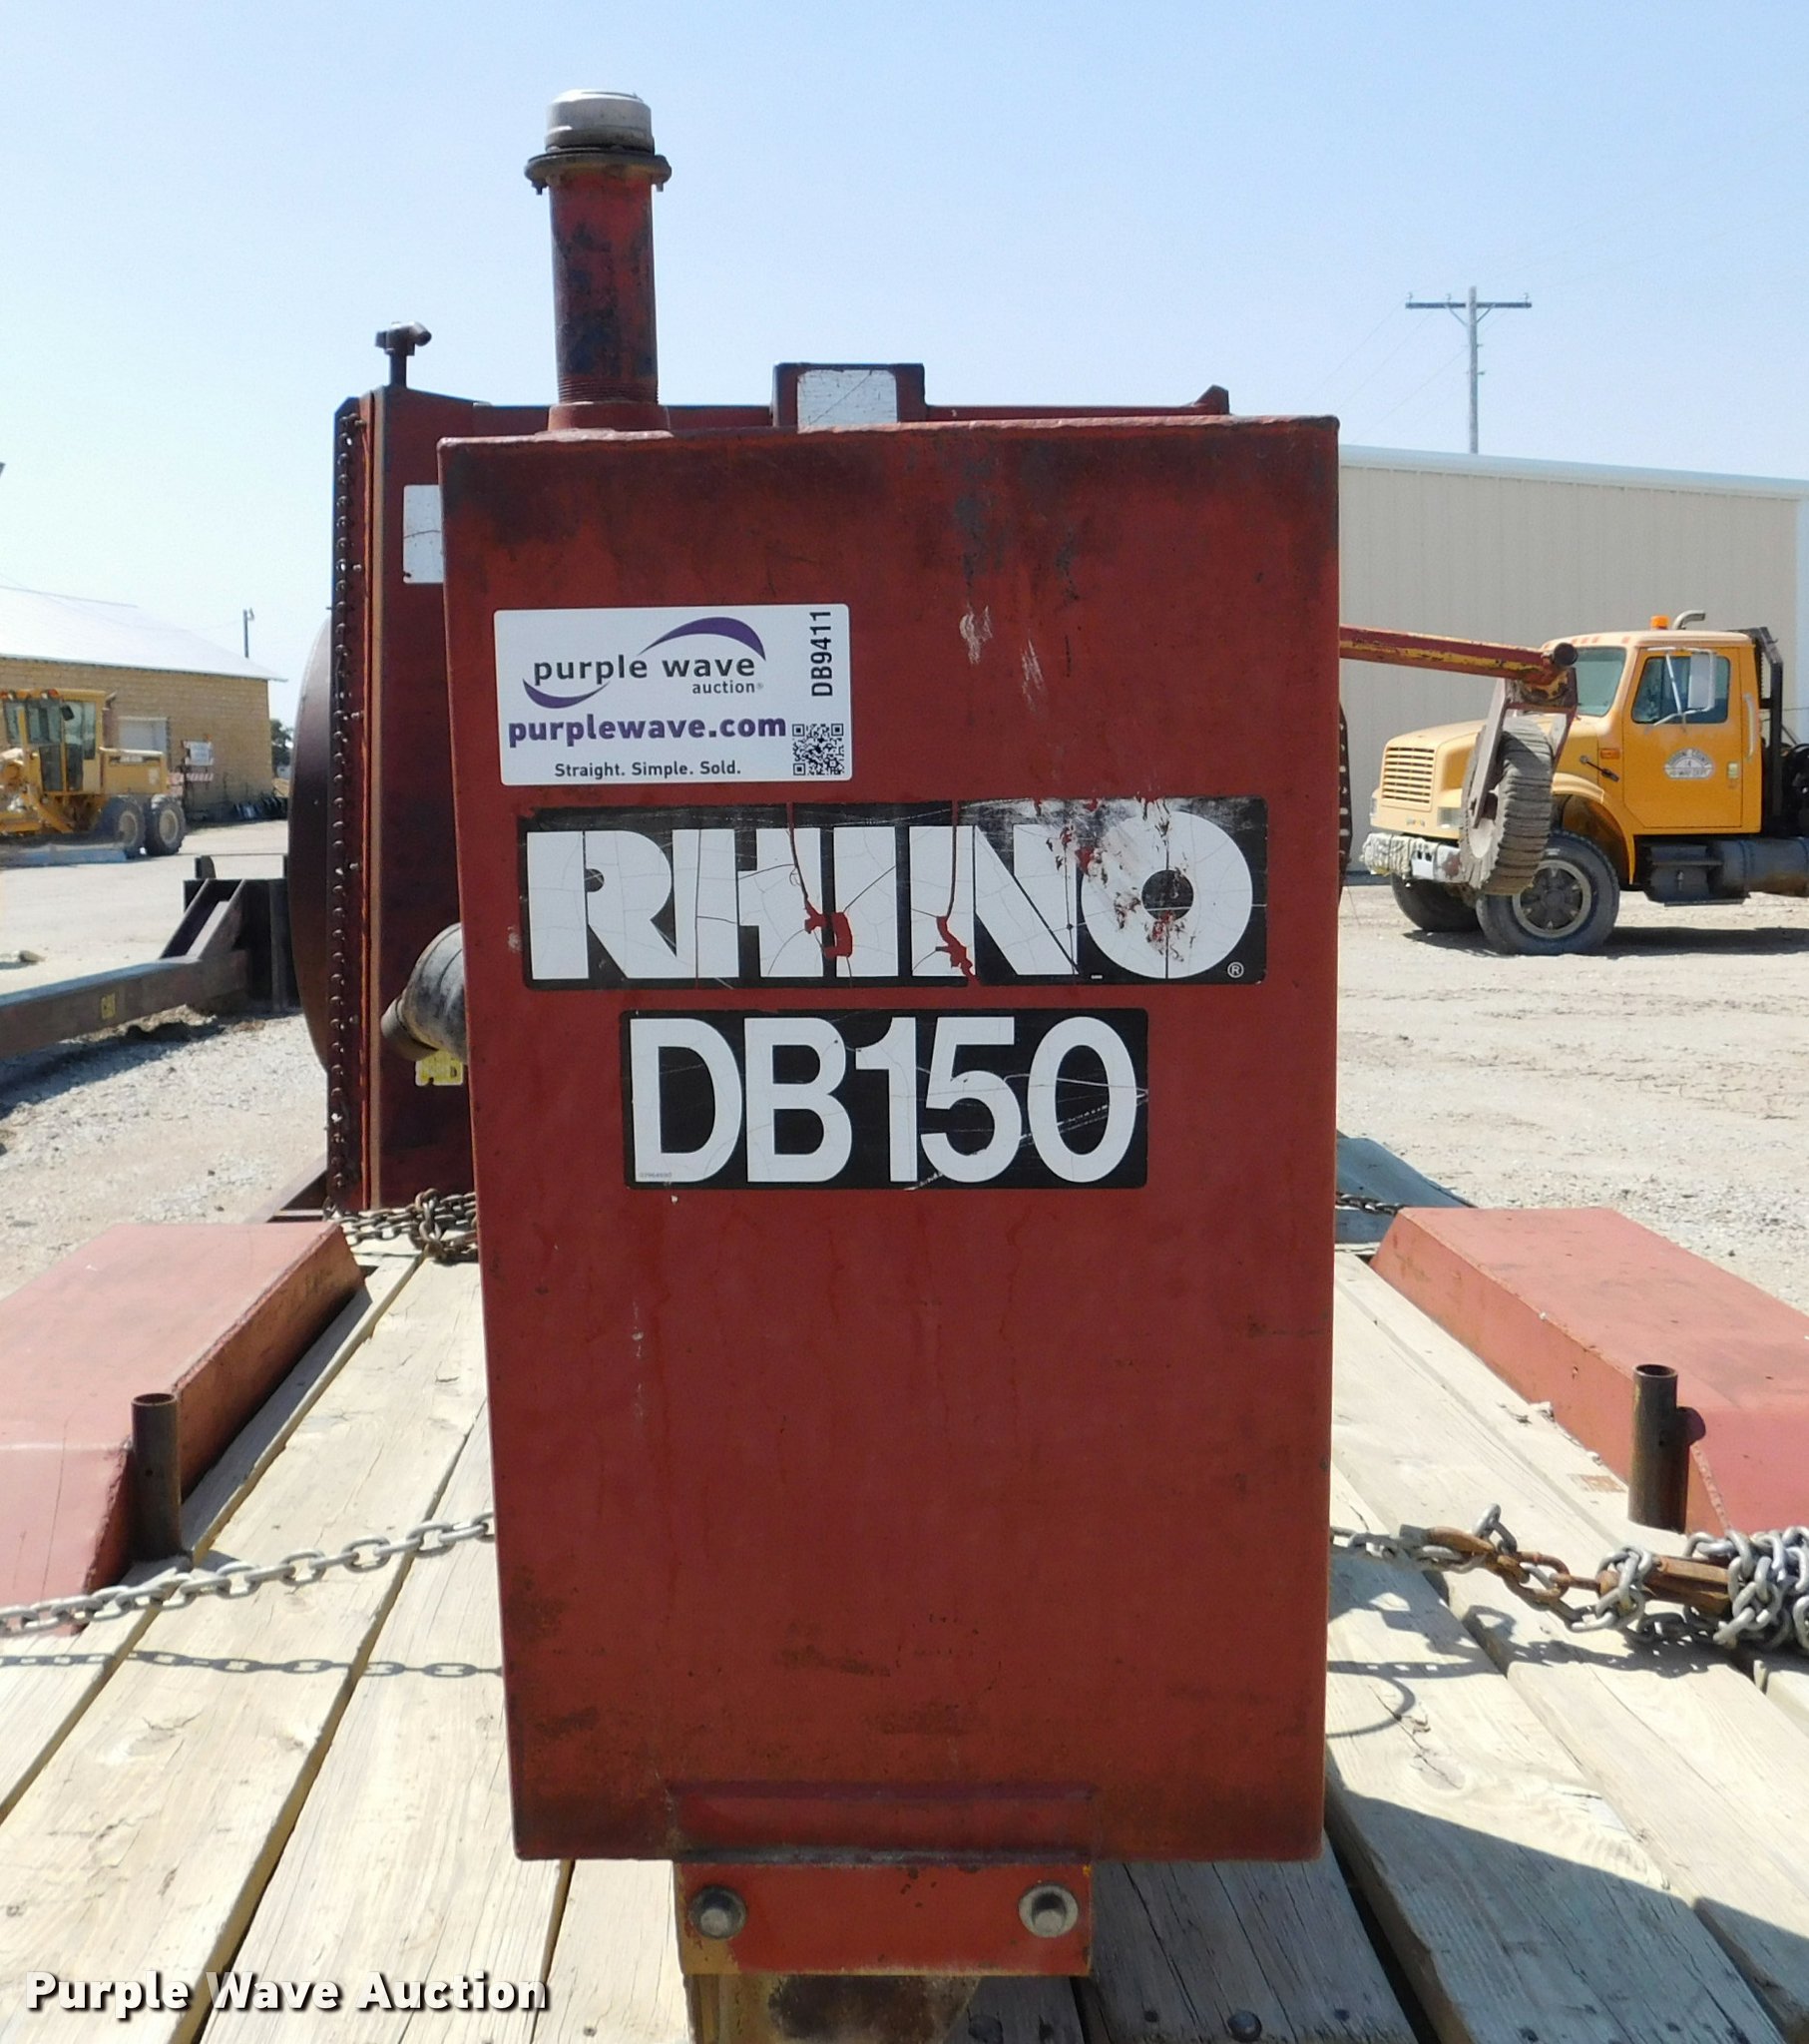 purple wave
auction®
DB9411
purplewave.com
Straight. Simple. Sold.
RHINO®
DB150
Purple Wave Auction